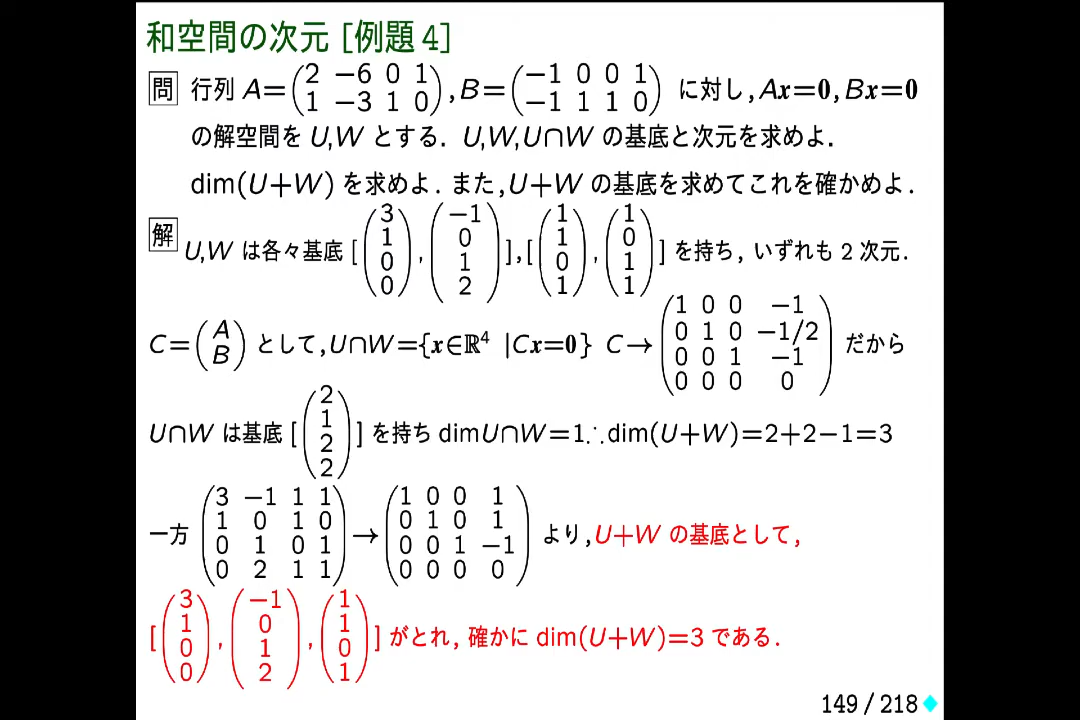 和空間の次元 [例題 4]
問 行列 A=(2 −6 0 1 / 1 −3 1 0), B=(−1 0 0 1 / −1 1 1 0) に対し, Ax=0, Bx=0
の解空間を U,W とする. U,W,U∩W の基底と次元を求めよ.
dim(U+W) を求めよ. また, U+W の基底を求めてこれを確かめよ.
解 U,W は各々基底 [(3 / 1 / 0 / 0), (−1 / 0 / 1 / 2)], [(1 / 1 / 0 / 1), (1 / 0 / 1 / 1)] を持ち, いずれも 2 次元.
C=(A / B) として, U∩W={x∈ℝ⁴ |Cx=0} C→(1 0 0 −1 / 0 1 0 −1/2 / 0 0 1 −1 / 0 0 0 0) だから
U∩W は基底 [(2 / 1 / 2 / 2)] を持ち dimU∩W=1∴dim(U+W)=2+2−1=3
一方 (3 −1 1 1 / 1 0 1 0 / 0 1 0 1 / 0 2 1 1)→(1 0 0 1 / 0 1 0 1 / 0 0 1 −1 / 0 0 0 0) より, U+W の基底として,
[(3 / 1 / 0 / 0), (−1 / 0 / 1 / 2), (1 / 1 / 0 / 1)] がとれ, 確かに dim(U+W)=3 である.
149 / 218